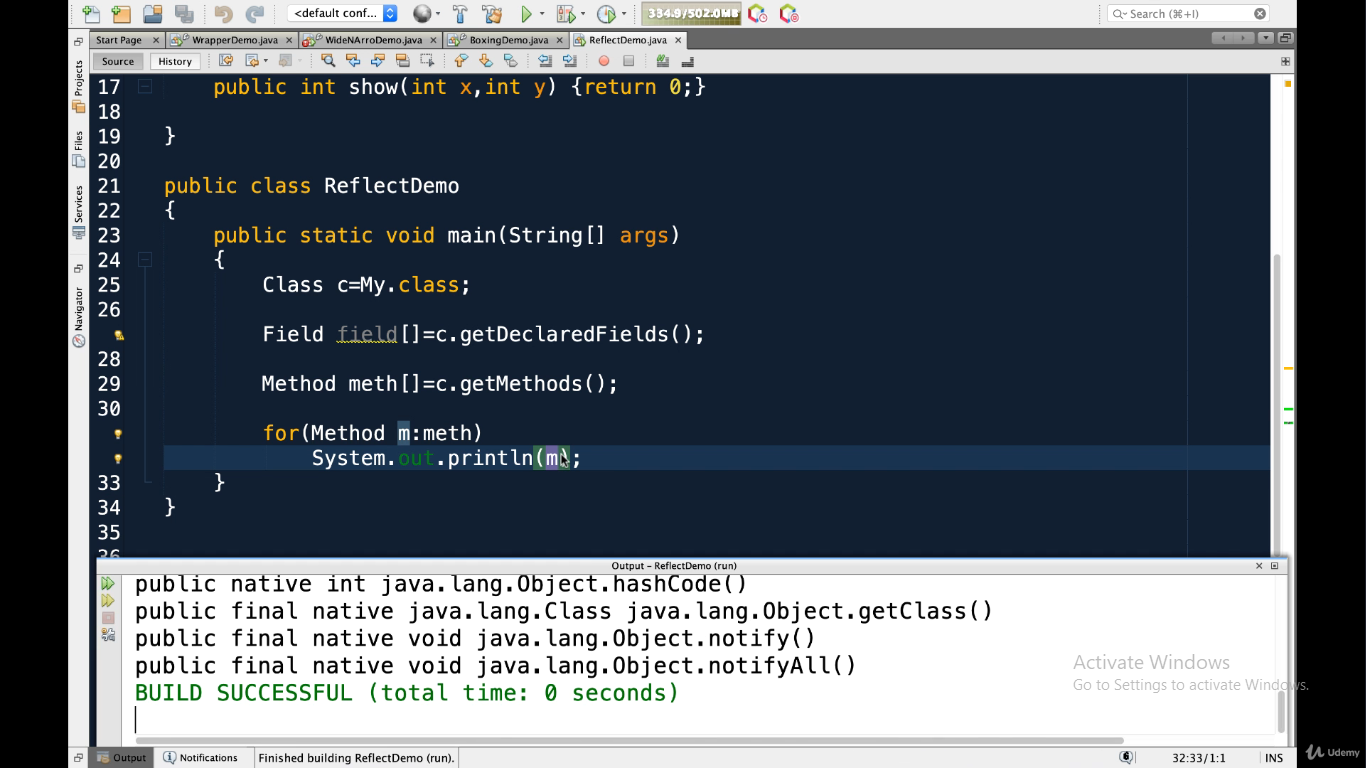 <default conf...
334.9/502.0MB
Search (⌘+I)
Start Page
WrapperDemo.java
WideNArroDemo.java
BoxingDemo.java
ReflectDemo.java
Source
History
Projects
Files
Services
Navigator
17 public int show(int x,int y) {return 0;}
18
19 }
20
21 public class ReflectDemo
22 {
23 public static void main(String[] args)
24 {
25 Class c=My.class;
26
Field field[]=c.getDeclaredFields();
28
29 Method meth[]=c.getMethods();
30
for(Method m:meth)
System.out.println(m);
33 }
34 }
35
36
Output - ReflectDemo (run)
public native int java.lang.Object.hashCode()
public final native java.lang.Class java.lang.Object.getClass()
public final native void java.lang.Object.notify()
public final native void java.lang.Object.notifyAll()
BUILD SUCCESSFUL (total time: 0 seconds)
Activate Windows
Go to Settings to activate Windows.
Output
Notifications
Finished building ReflectDemo (run).
32:33/1:1
INS
Udemy